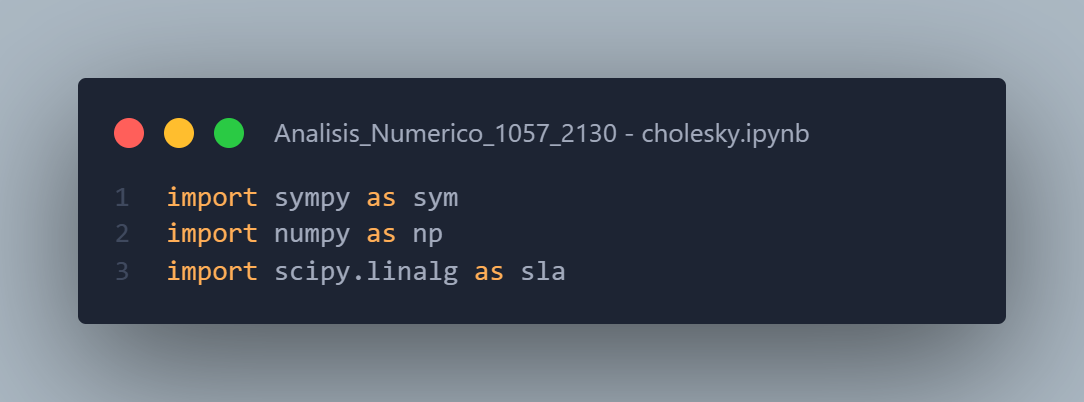 Analisis_Numerico_1057_2130 - cholesky.ipynb
1 import sympy as sym
2 import numpy as np
3 import scipy.linalg as sla